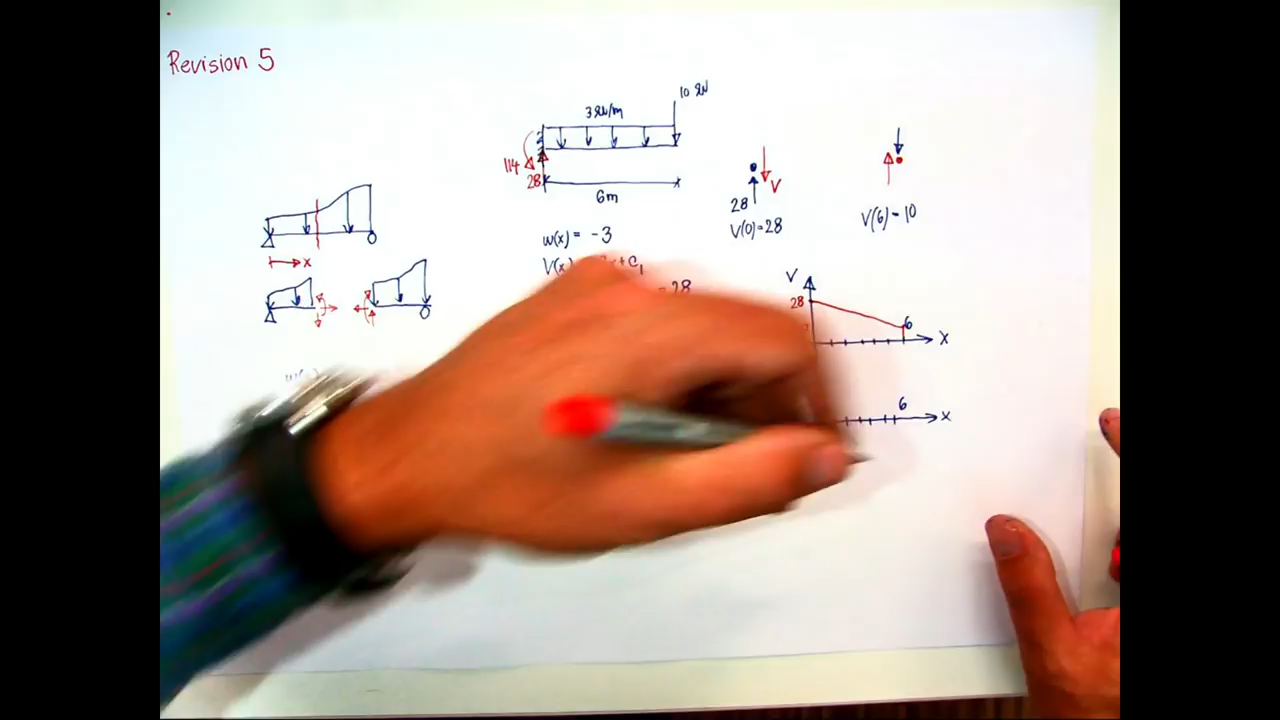 Revision 5
10 kN
3 kN/m
114
28
6m
x
w(x) = -3
V(x)
+ C1
= 28
28
V
V(0)=28
V(6)=10
V
28
6
x
6
x